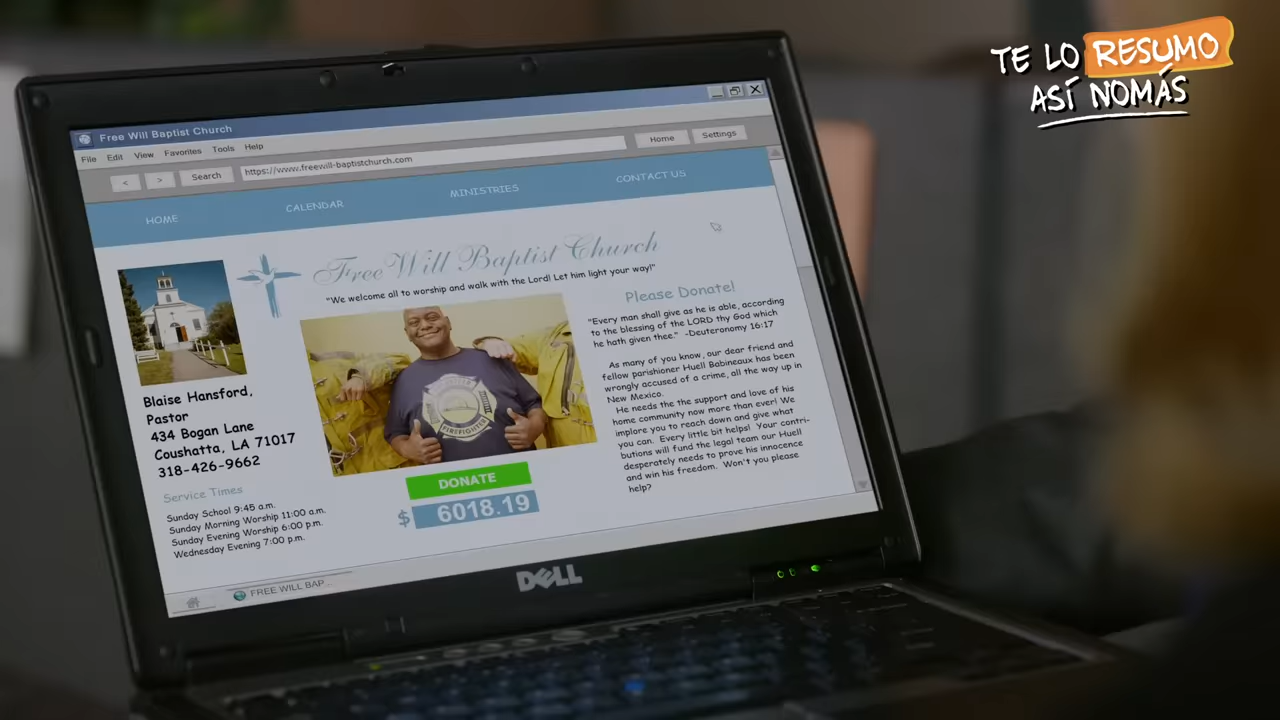 TE LO RESUMO
ASÍ NOMÁS
Free Will Baptist Church
File Edit View Favorites Tools Help
< > Search https://www.freewill-baptistchurch.com Home Settings
HOME CALENDAR MINISTRIES CONTACT US
Free Will Baptist Church
"We welcome all to worship and walk with the Lord! Let him light your way!"
Blaise Hansford,
Pastor
434 Bogan Lane
Coushatta, LA 71017
318-426-9662
Service Times
Sunday School 9:45 a.m.
Sunday Morning Worship 11:00 a.m.
Sunday Evening Worship 6:00 p.m.
Wednesday Evening 7:00 p.m.
FIREFIGHTER
DONATE
$ 6018.19
Please Donate!
"Every man shall give as he is able, according
to the blessing of the LORD thy God which
he hath given thee." -Deuteronomy 16:17
As many of you know, our dear friend and
fellow parishioner Huell Babineaux has been
wrongly accused of a crime, all the way up in
New Mexico.
He needs the the support and love of his
home community now more than ever! We
implore you to reach down and give what
you can. Every little bit helps! Your contri-
butions will fund the legal team our Huell
desperately needs to prove his innocence
and win his freedom. Won't you please
help?
FREE WILL BAP...
DELL